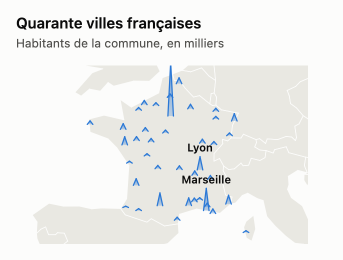 Quarante villes françaises
Habitants de la commune, en milliers
Lyon
Marseille